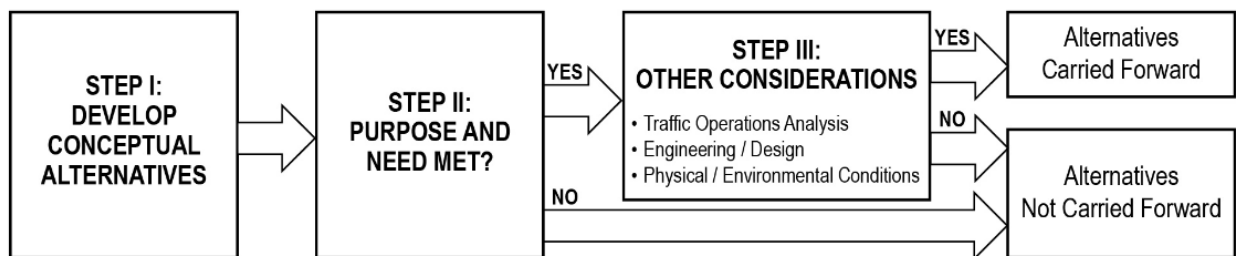 STEP I:
DEVELOP
CONCEPTUAL
ALTERNATIVES
STEP II:
PURPOSE AND
NEED MET?
YES
NO
STEP III:
OTHER CONSIDERATIONS
• Traffic Operations Analysis
• Engineering / Design
• Physical / Environmental Conditions
YES
NO
Alternatives
Carried Forward
Alternatives
Not Carried Forward